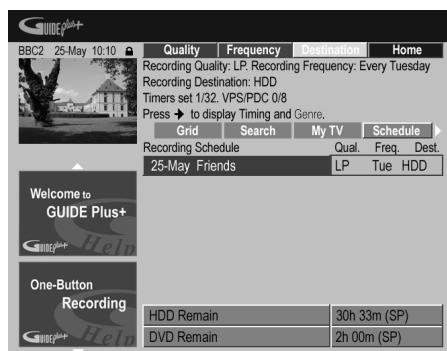 GUIDE Plus+
BBC2 25-May 10:10
Quality Frequency Destination Home
Recording Quality: LP. Recording Frequency: Every Tuesday
Recording Destination: HDD
Timers set 1/32. VPS/PDC 0/8
Press → to display Timing and Genre.
Grid Search My TV Schedule
Recording Schedule Qual. Freq. Dest.
25-May Friends LP Tue HDD
Welcome to
GUIDE Plus+
GUIDE Plus+ Help
One-Button
Recording
GUIDE Plus+ Help
HDD Remain 30h 33m (SP)
DVD Remain 2h 00m (SP)